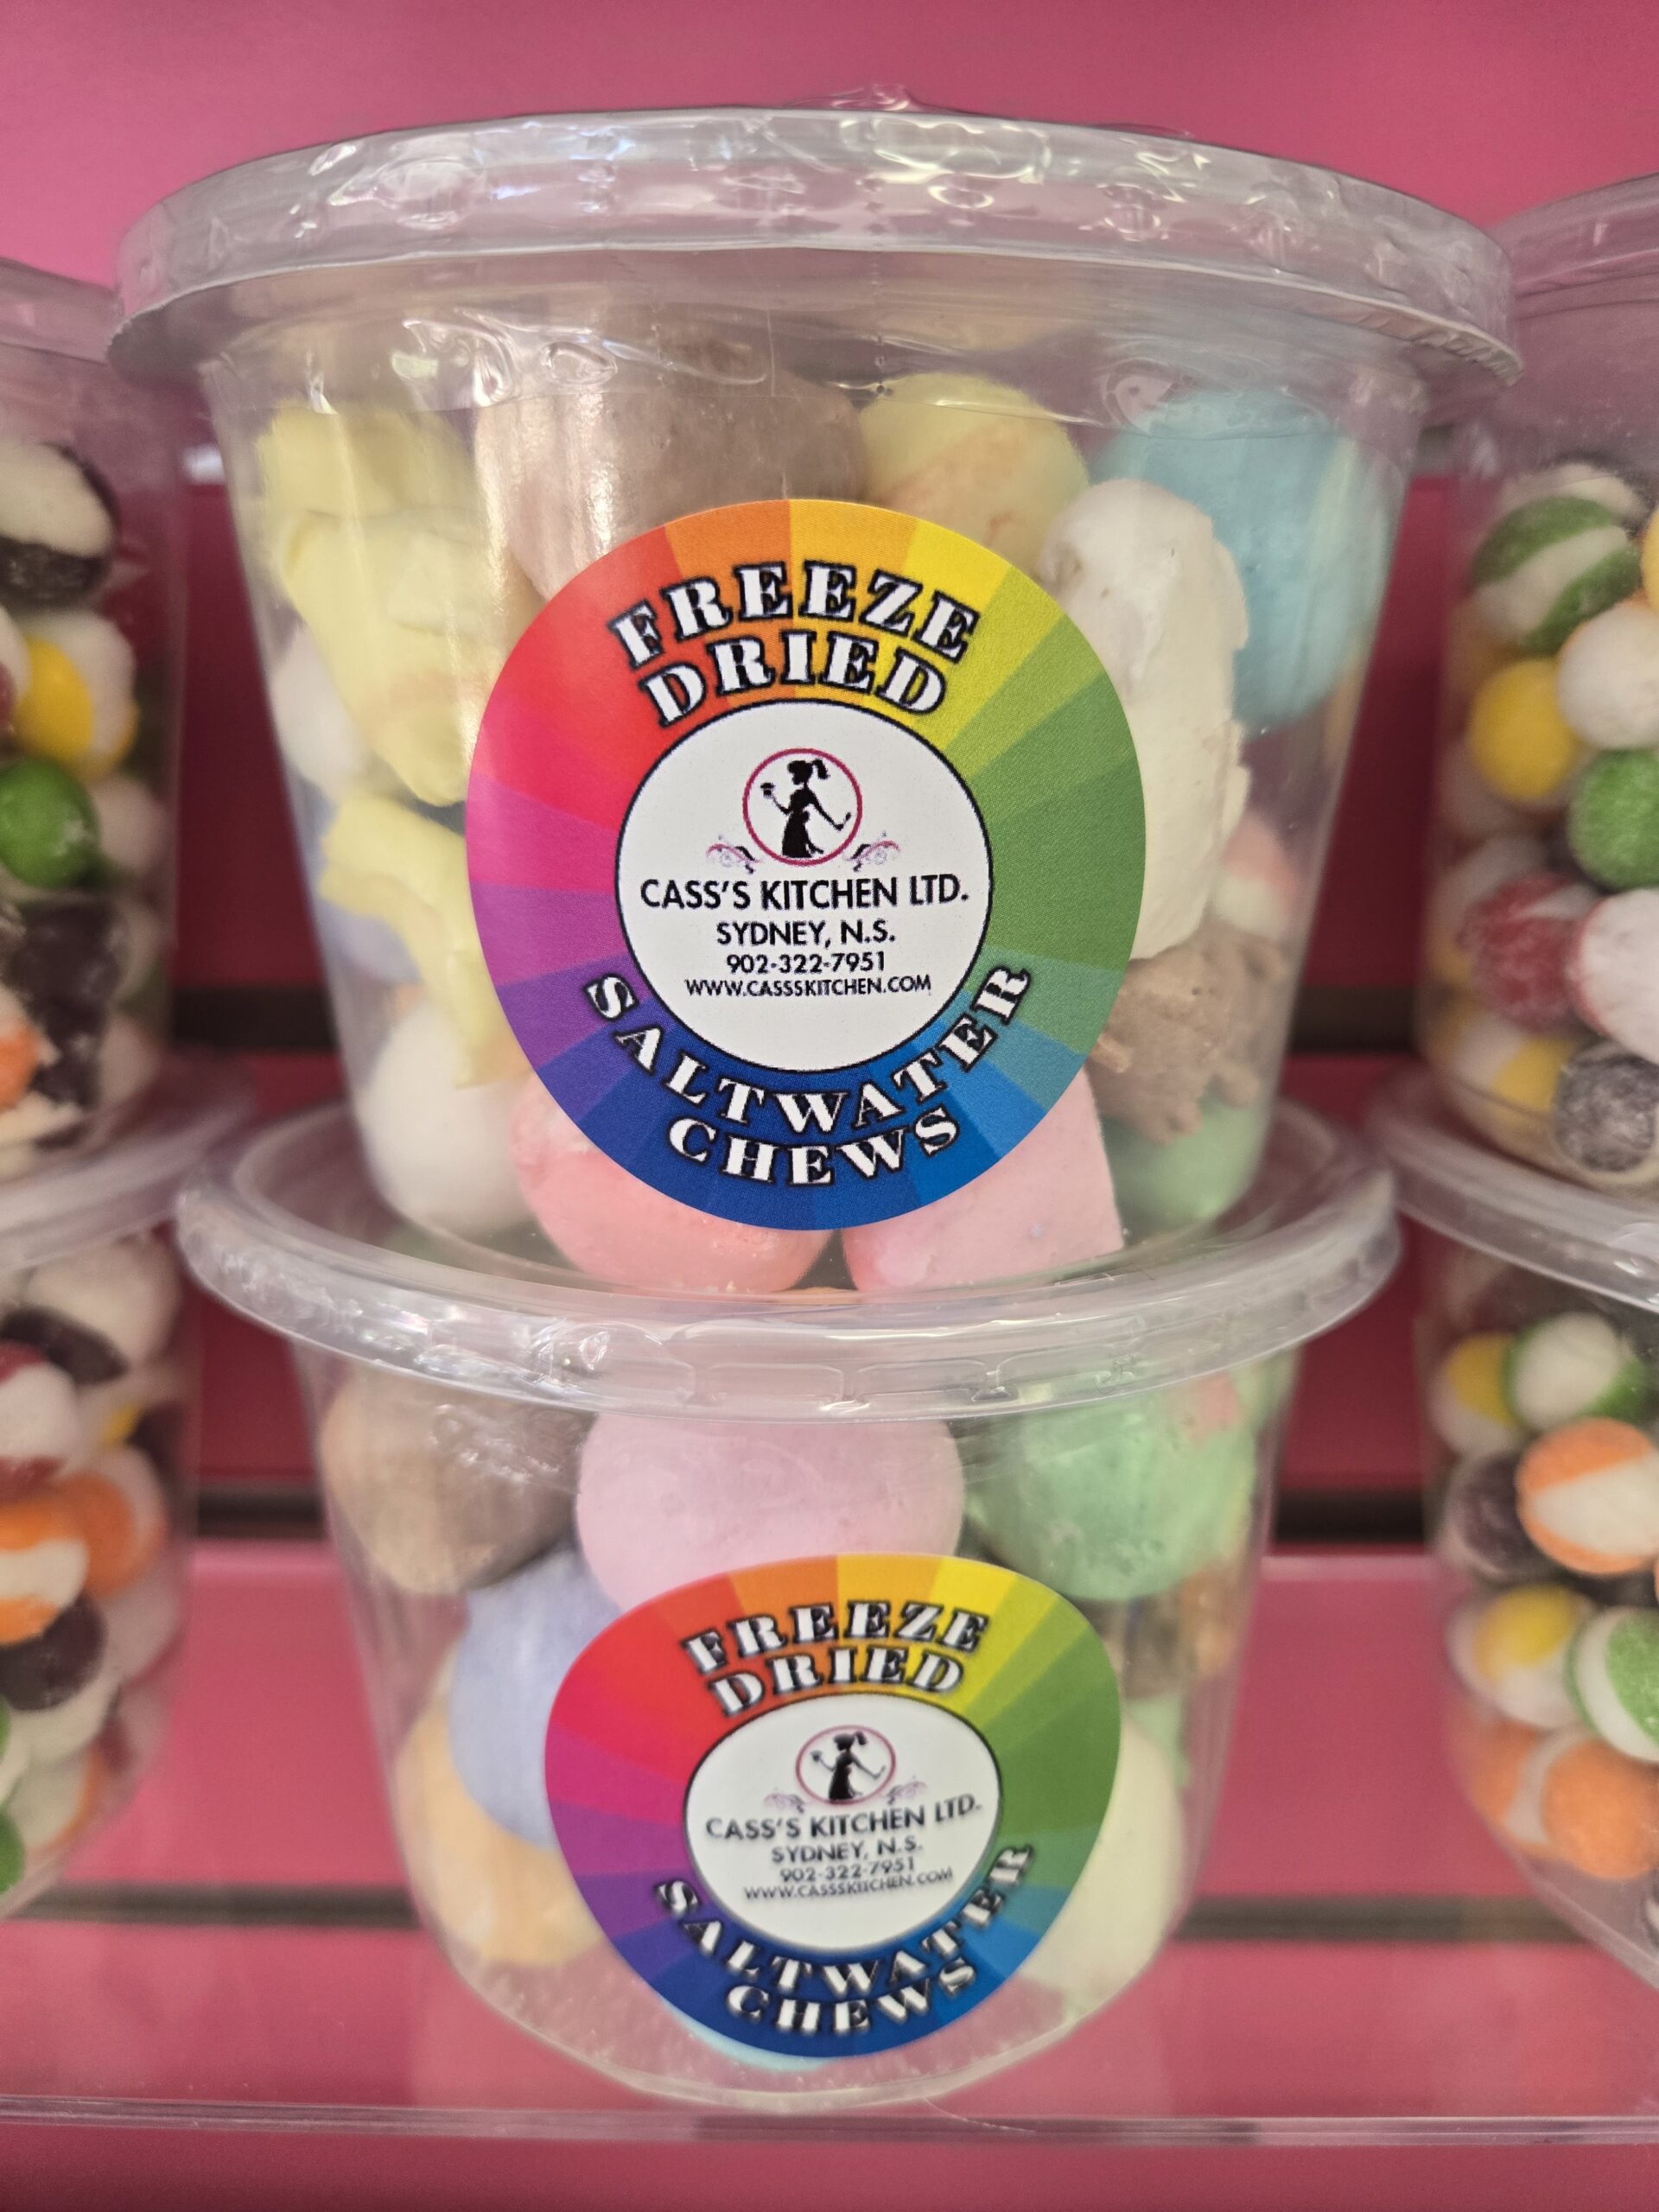 FREEZE
DRIED
CASS'S KITCHEN LTD.
SYDNEY, N.S.
902-322-7951
WWW.CASSSKITCHEN.COM
SALTWATER
CHEWS
FREEZE
DRIED
CASS'S KITCHEN LTD.
SYDNEY, N.S.
902-322-7951
WWW.CASSSKITCHEN.COM
SALTWATER
CHEWS